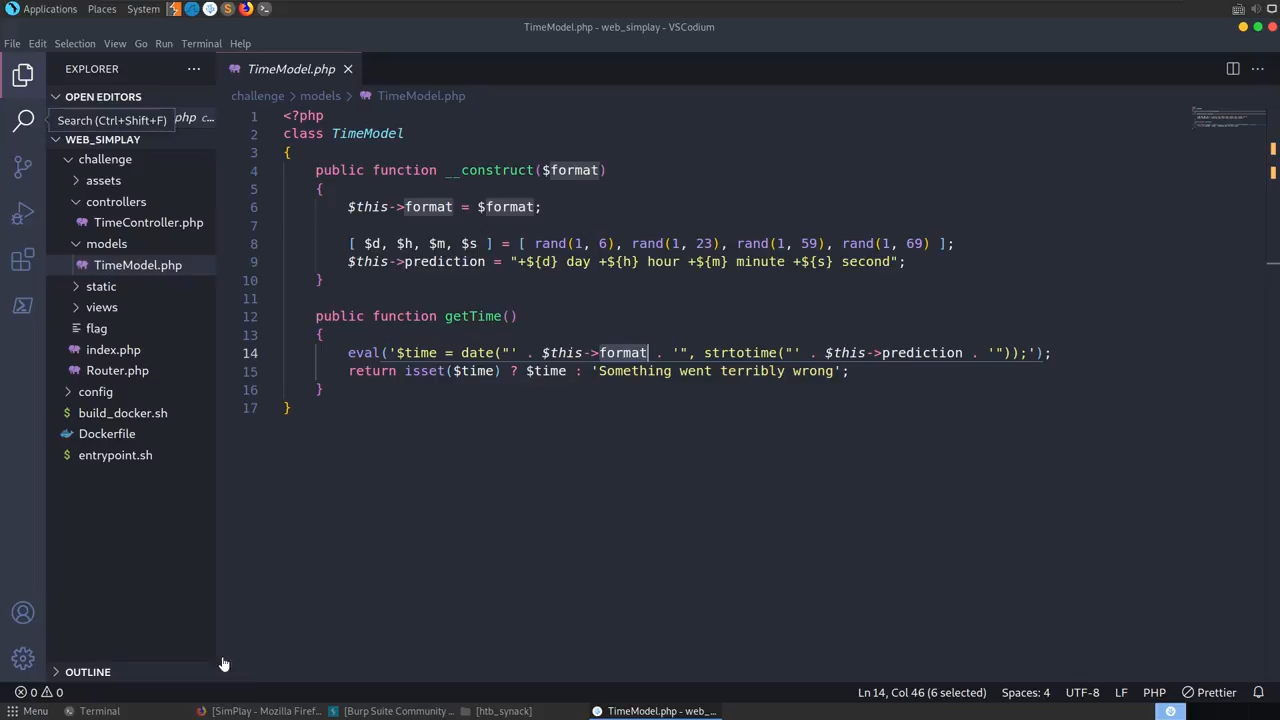 Applications Places System
TimeModel.php - web_simplay - VSCodium
File Edit Selection View Go Run Terminal Help
EXPLORER
TimeModel.php
OPEN EDITORS
challenge > models > TimeModel.php
Search (Ctrl+Shift+F)
php c...
WEB_SIMPLAY
challenge
assets
controllers
TimeController.php
models
TimeModel.php
static
views
flag
index.php
Router.php
config
build_docker.sh
Dockerfile
entrypoint.sh
OUTLINE
1 <?php
2 class TimeModel
3 {
4 public function __construct($format)
5 {
6 $this->format = $format;
7
8 [ $d, $h, $m, $s ] = [ rand(1, 6), rand(1, 23), rand(1, 59), rand(1, 69) ];
9 $this->prediction = "+${d} day +${h} hour +${m} minute +${s} second";
10 }
11
12 public function getTime()
13 {
14 eval('$time = date("' . $this->format . '", strtotime("' . $this->prediction . '"));');
15 return isset($time) ? $time : 'Something went terribly wrong';
16 }
17 }
0 0 Ln 14, Col 46 (6 selected) Spaces: 4 UTF-8 LF PHP Prettier
Menu Terminal [SimPlay - Mozilla Firef... [Burp Suite Community ... [htb_synack] TimeModel.php - web_...